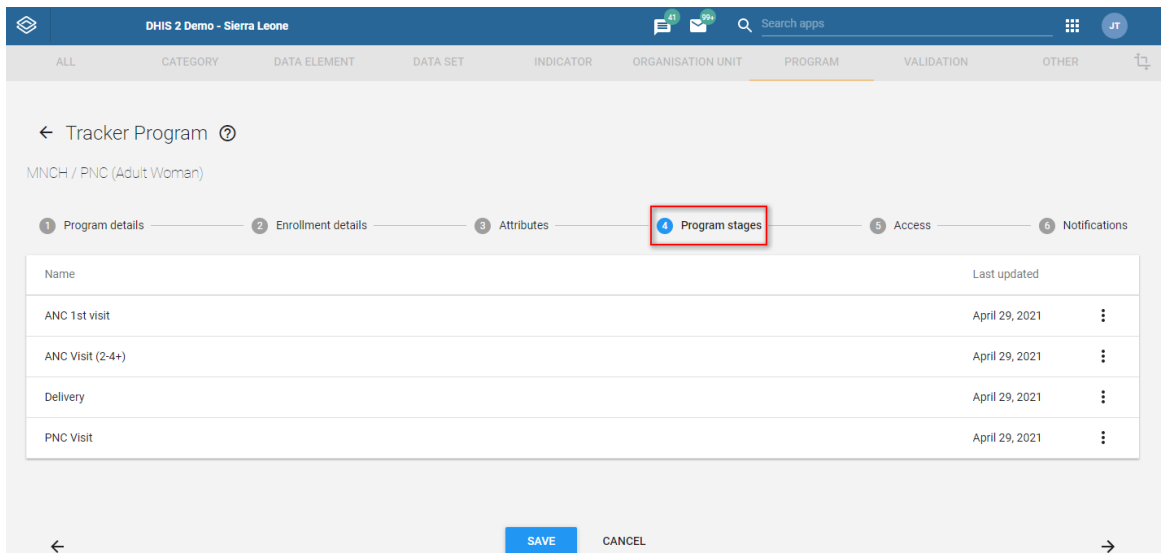 DHIS 2 Demo - Sierra Leone 41 99+ Search apps JT
ALL CATEGORY DATA ELEMENT DATA SET INDICATOR ORGANISATION UNIT PROGRAM VALIDATION OTHER
Tracker Program
MNCH / PNC (Adult Woman)
1 Program details 2 Enrollment details 3 Attributes 4 Program stages 5 Access 6 Notifications
Name Last updated
ANC 1st visit April 29, 2021
ANC Visit (2-4+) April 29, 2021
Delivery April 29, 2021
PNC Visit April 29, 2021
SAVE CANCEL